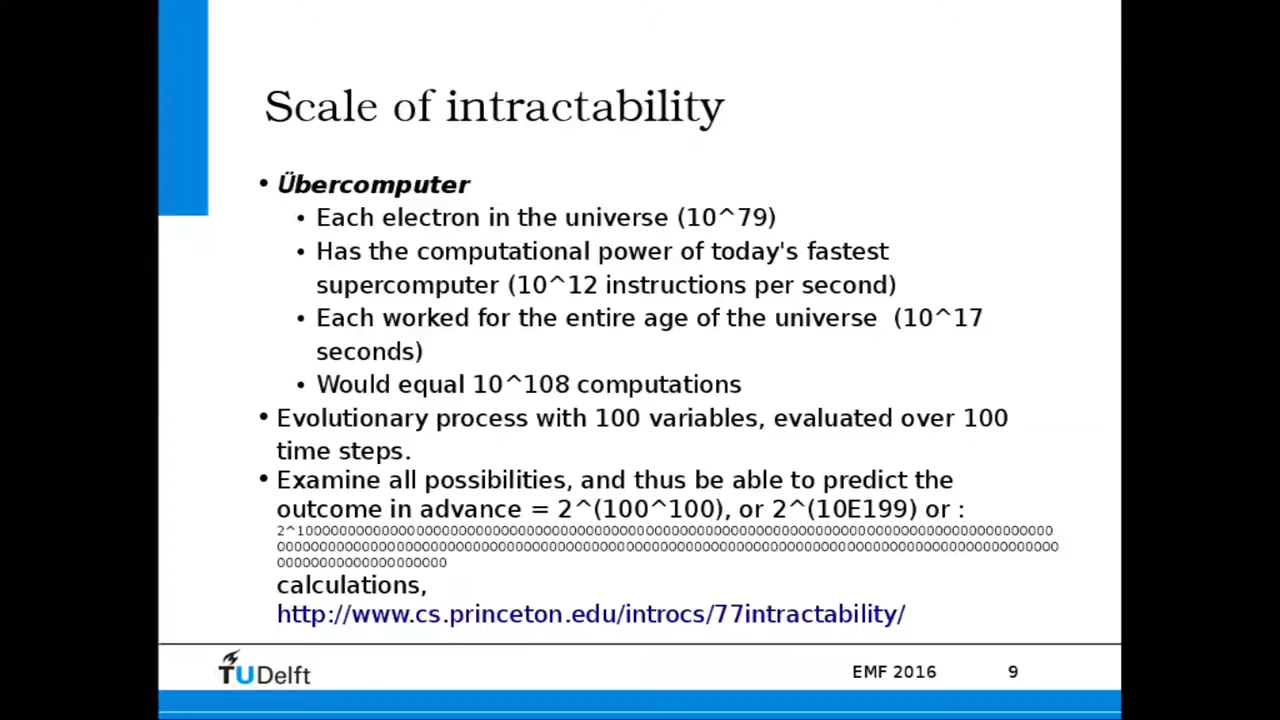 Scale of intractability
• Übercomputer
• Each electron in the universe (10^79)
• Has the computational power of today's fastest
supercomputer (10^12 instructions per second)
• Each worked for the entire age of the universe (10^17
seconds)
• Would equal 10^108 computations
• Evolutionary process with 100 variables, evaluated over 100
time steps.
• Examine all possibilities, and thus be able to predict the
outcome in advance = 2^(100^100), or 2^(10E199) or :
calculations,
http://www.cs.princeton.edu/introcs/77intractability/
TUDelft
EMF 2016
9